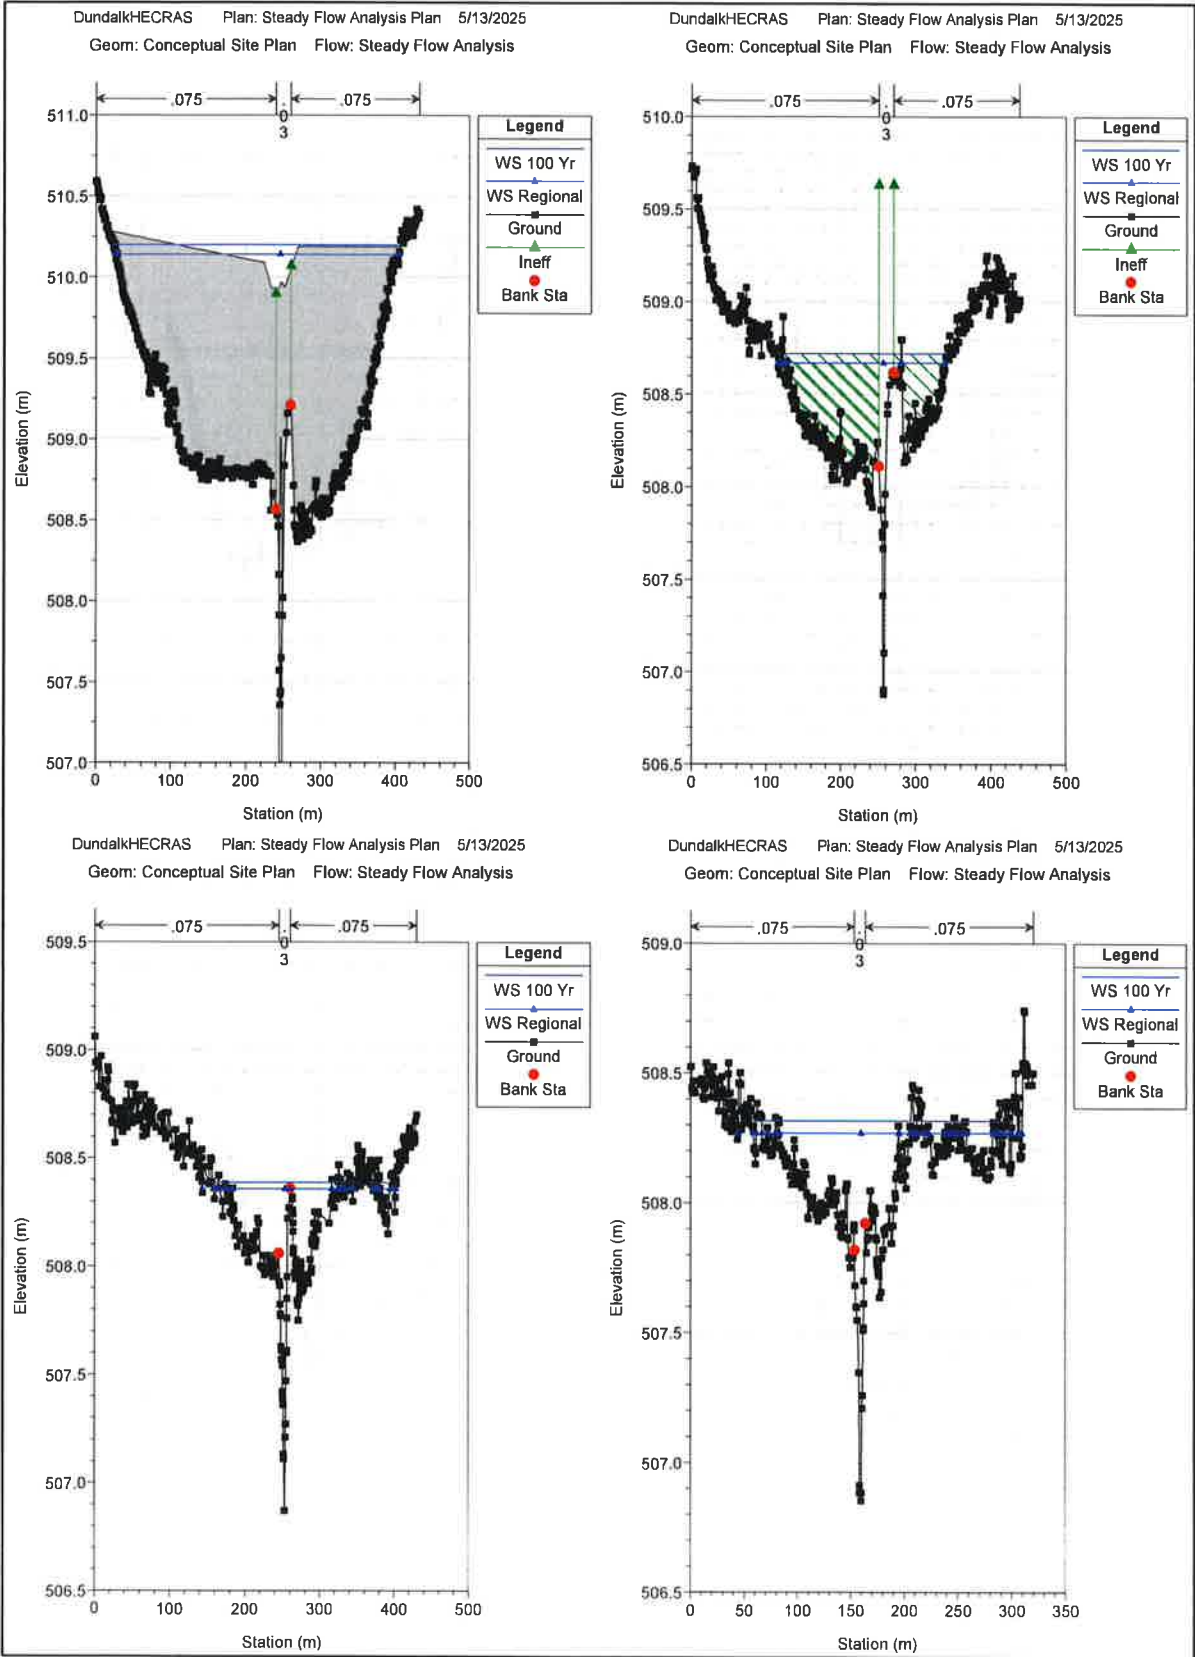 DundalkHECRAS Plan: Steady Flow Analysis Plan 5/13/2025
Geom: Conceptual Site Plan Flow: Steady Flow Analysis
.075 .03 .075
511.0
510.5
510.0
509.5
509.0
508.5
508.0
507.5
507.0
Elevation (m)
0 100 200 300 400 500
Station (m)
Legend
WS 100 Yr
WS Regional
Ground
Ineff
Bank Sta
DundalkHECRAS Plan: Steady Flow Analysis Plan 5/13/2025
Geom: Conceptual Site Plan Flow: Steady Flow Analysis
.075 .03 .075
510.0
509.5
509.0
508.5
508.0
507.5
507.0
506.5
Elevation (m)
0 100 200 300 400 500
Station (m)
Legend
WS 100 Yr
WS Regional
Ground
Ineff
Bank Sta
DundalkHECRAS Plan: Steady Flow Analysis Plan 5/13/2025
Geom: Conceptual Site Plan Flow: Steady Flow Analysis
.075 .03 .075
509.5
509.0
508.5
508.0
507.5
507.0
506.5
Elevation (m)
0 100 200 300 400 500
Station (m)
Legend
WS 100 Yr
WS Regional
Ground
Bank Sta
DundalkHECRAS Plan: Steady Flow Analysis Plan 5/13/2025
Geom: Conceptual Site Plan Flow: Steady Flow Analysis
.075 .03 .075
509.0
508.5
508.0
507.5
507.0
506.5
Elevation (m)
0 50 100 150 200 250 300 350
Station (m)
Legend
WS 100 Yr
WS Regional
Ground
Bank Sta